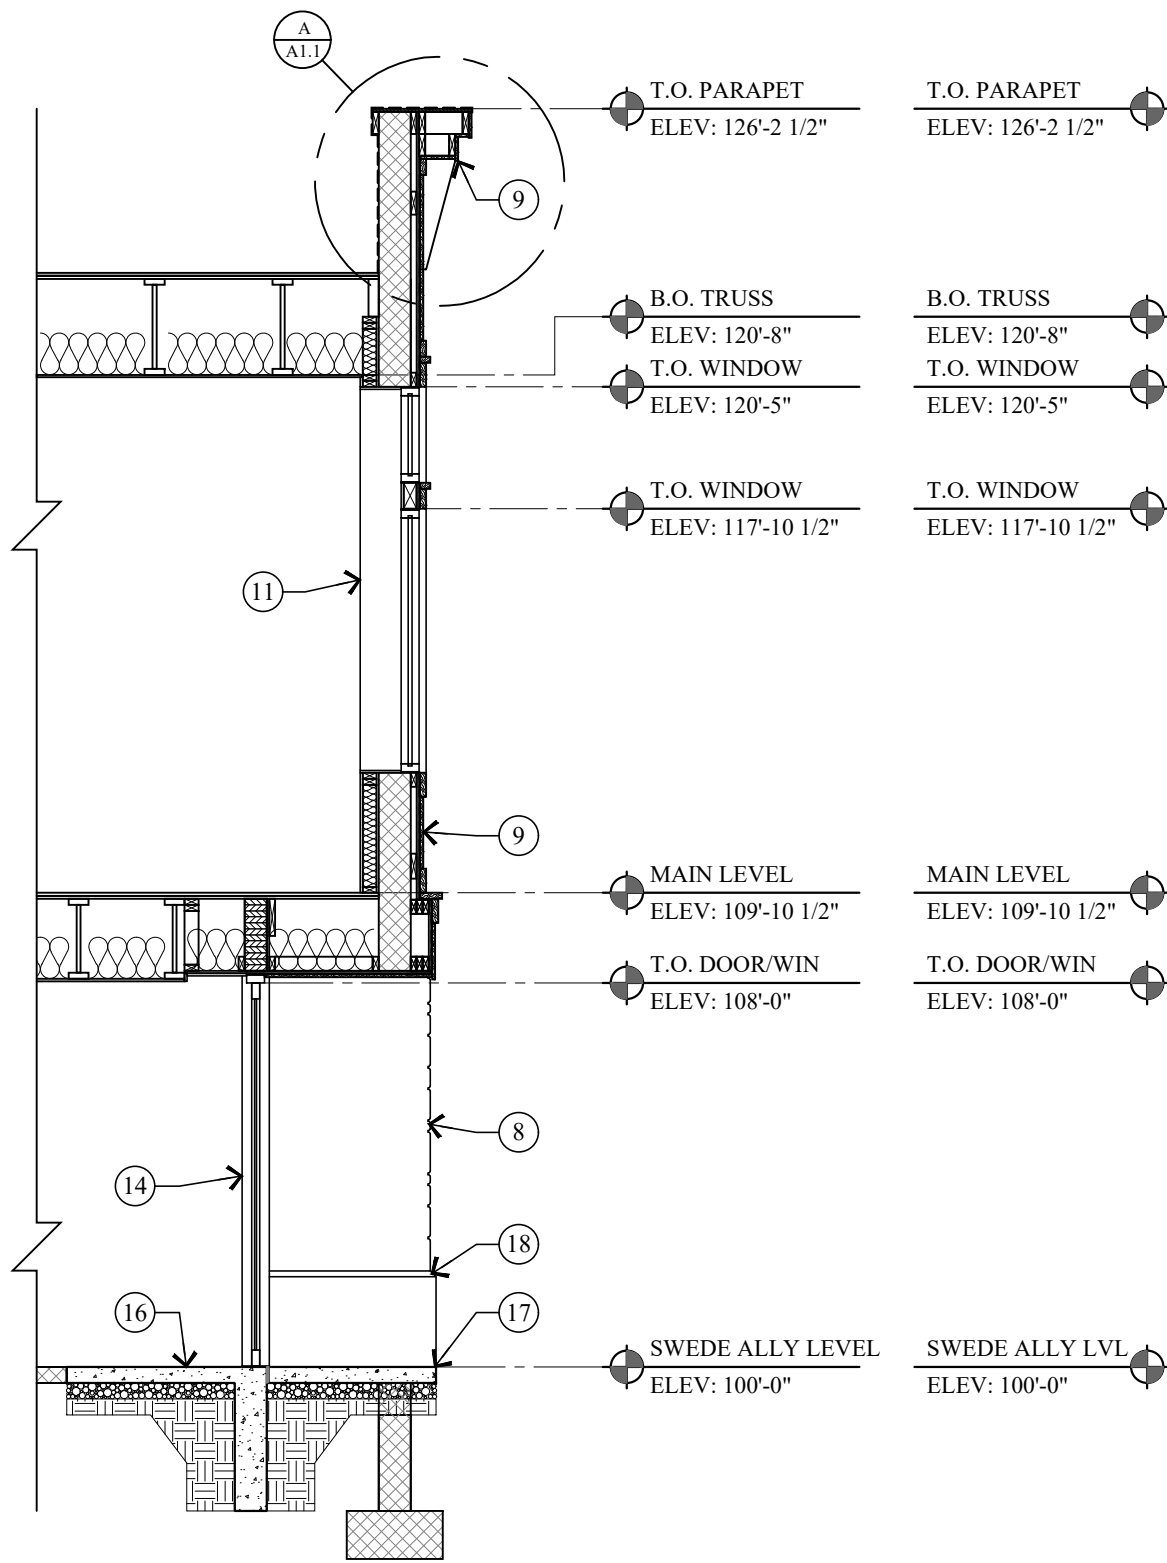 A
A1.1
T.O. PARAPET
ELEV: 126'-2 1/2"
T.O. PARAPET
ELEV: 126'-2 1/2"
9
B.O. TRUSS
ELEV: 120'-8"
B.O. TRUSS
ELEV: 120'-8"
T.O. WINDOW
ELEV: 120'-5"
T.O. WINDOW
ELEV: 120'-5"
T.O. WINDOW
ELEV: 117'-10 1/2"
T.O. WINDOW
ELEV: 117'-10 1/2"
11
9
MAIN LEVEL
ELEV: 109'-10 1/2"
MAIN LEVEL
ELEV: 109'-10 1/2"
T.O. DOOR/WIN
ELEV: 108'-0"
T.O. DOOR/WIN
ELEV: 108'-0"
8
14
18
16
17
SWEDE ALLY LEVEL
ELEV: 100'-0"
SWEDE ALLY LVL
ELEV: 100'-0"